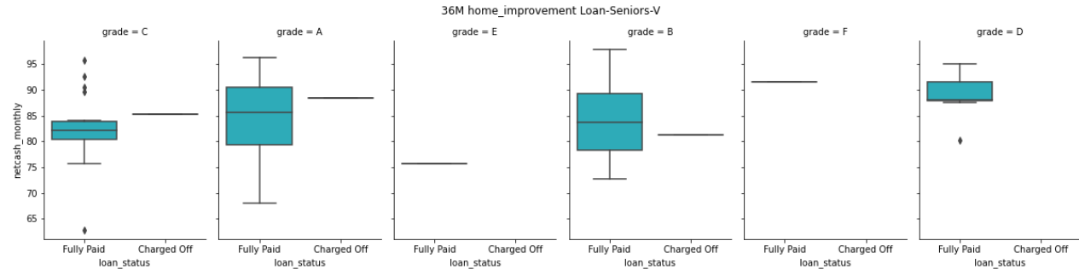 36M home_improvement Loan-Seniors-V
grade = C
grade = A
grade = E
grade = B
grade = F
grade = D
netcash_monthly
95
90
85
80
75
70
65
Fully Paid Charged Off
Fully Paid Charged Off
Fully Paid Charged Off
Fully Paid Charged Off
Fully Paid Charged Off
Fully Paid Charged Off
loan_status
loan_status
loan_status
loan_status
loan_status
loan_status